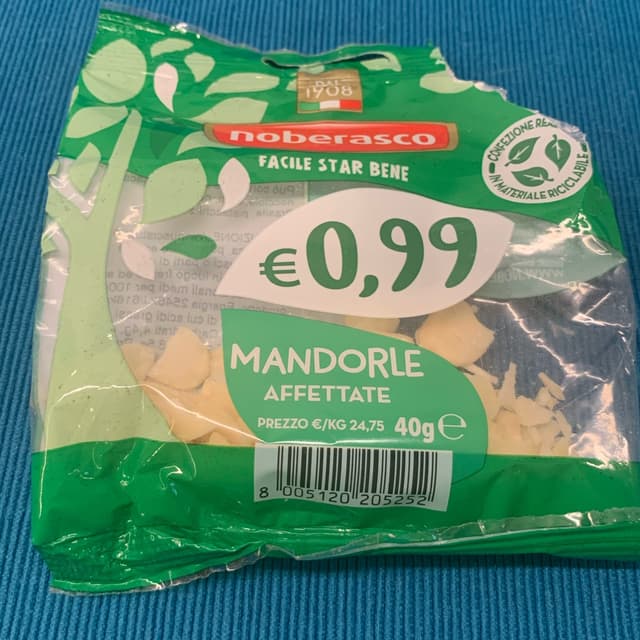 DAL
1908
noberasco
FACILE STAR BENE
CONFEZIONE REA
IN MATERIALE RICICLABILE
€0,99
MANDORLE
AFFETTATE
PREZZO €/KG 24,75 40g e
8 005120 205252